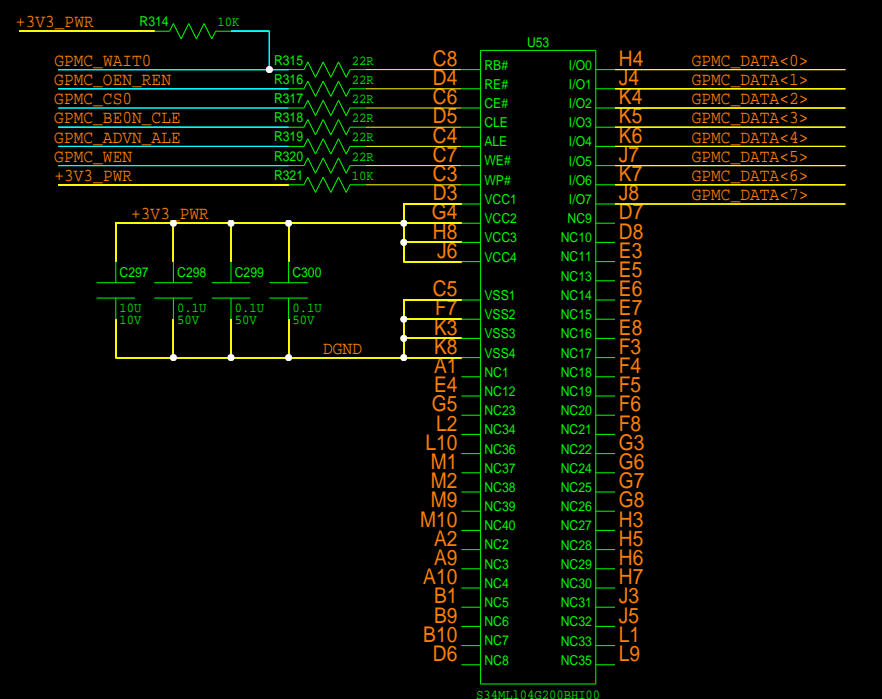 +3V3_PWR R314 10K
U53
GPMC_WAIT0 R315 22R C8 RB# I/O0 H4 GPMC_DATA<0>
GPMC_OEN_REN R316 22R D4 RE# I/O1 J4 GPMC_DATA<1>
GPMC_CS0 R317 22R C6 CE# I/O2 K4 GPMC_DATA<2>
GPMC_BE0N_CLE R318 22R D5 CLE I/O3 K5 GPMC_DATA<3>
GPMC_ADVN_ALE R319 22R C4 ALE I/O4 K6 GPMC_DATA<4>
GPMC_WEN R320 22R C7 WE# I/O5 J7 GPMC_DATA<5>
+3V3_PWR R321 10K C3 WP# I/O6 K7 GPMC_DATA<6>
D3 VCC1 I/O7 J8 GPMC_DATA<7>
+3V3_PWR G4 VCC2 NC9 D7
H8 VCC3 NC10 D8
J6 VCC4 NC11 E3
C297 C298 C299 C300 NC13 E5
C5 VSS1 NC14 E6
10U 0.1U 0.1U 0.1U F7 VSS2 NC15 E7
10V 50V 50V 50V
K3 VSS3 NC16 E8
DGND K8 VSS4 NC17 F3
A1 NC1 NC18 F4
E4 NC12 NC19 F5
G5 NC23 NC20 F6
L2 NC34 NC21 F8
L10 NC36 NC22 G3
M1 NC37 NC24 G6
M2 NC38 NC25 G7
M9 NC39 NC26 G8
M10 NC40 NC27 H3
A2 NC2 NC28 H5
A9 NC3 NC29 H6
A10 NC4 NC30 H7
B1 NC5 NC31 J3
B9 NC6 NC32 J5
B10 NC7 NC33 L1
D6 NC8 NC35 L9
S34ML104G200BHI00